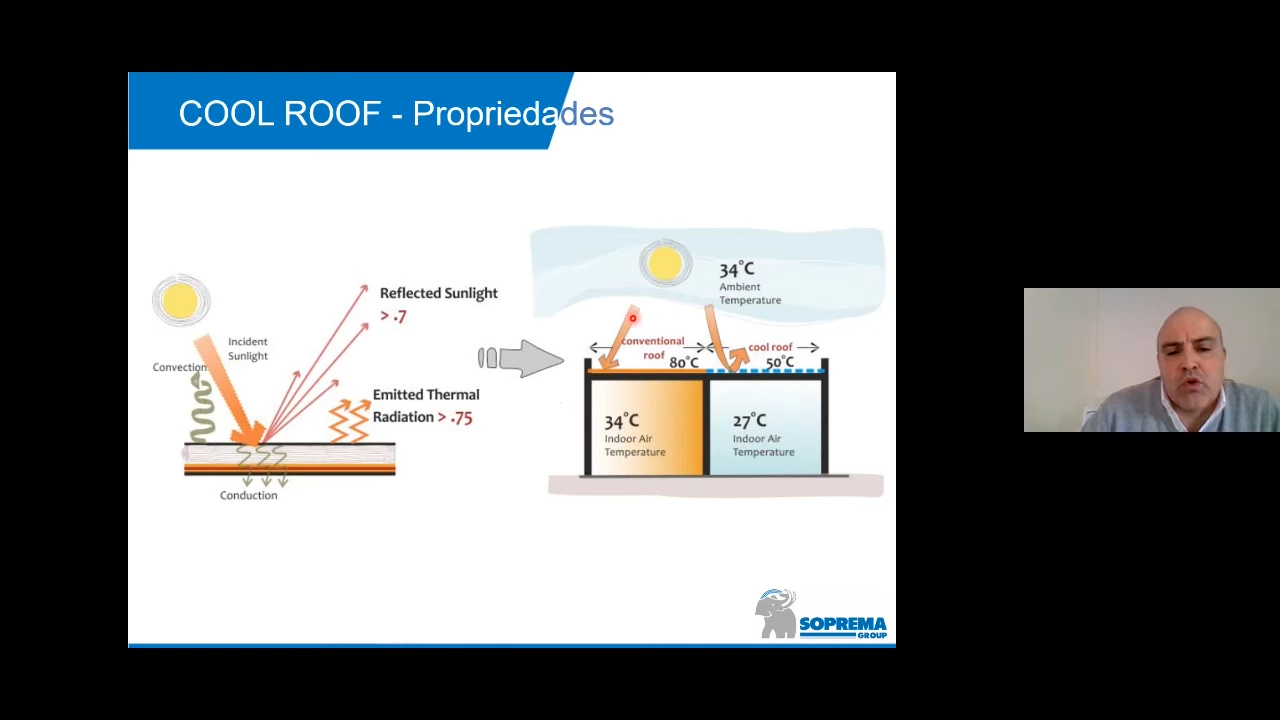 COOL ROOF - Propriedades
Reflected Sunlight
> .7
Incident
Sunlight
Convection
Emitted Thermal
Radiation > .75
Conduction
34°C
Ambient
Temperature
conventional
roof
80°C
cool roof
50°C
34°C
Indoor Air
Temperature
27°C
Indoor Air
Temperature
SOPREMA
GROUP